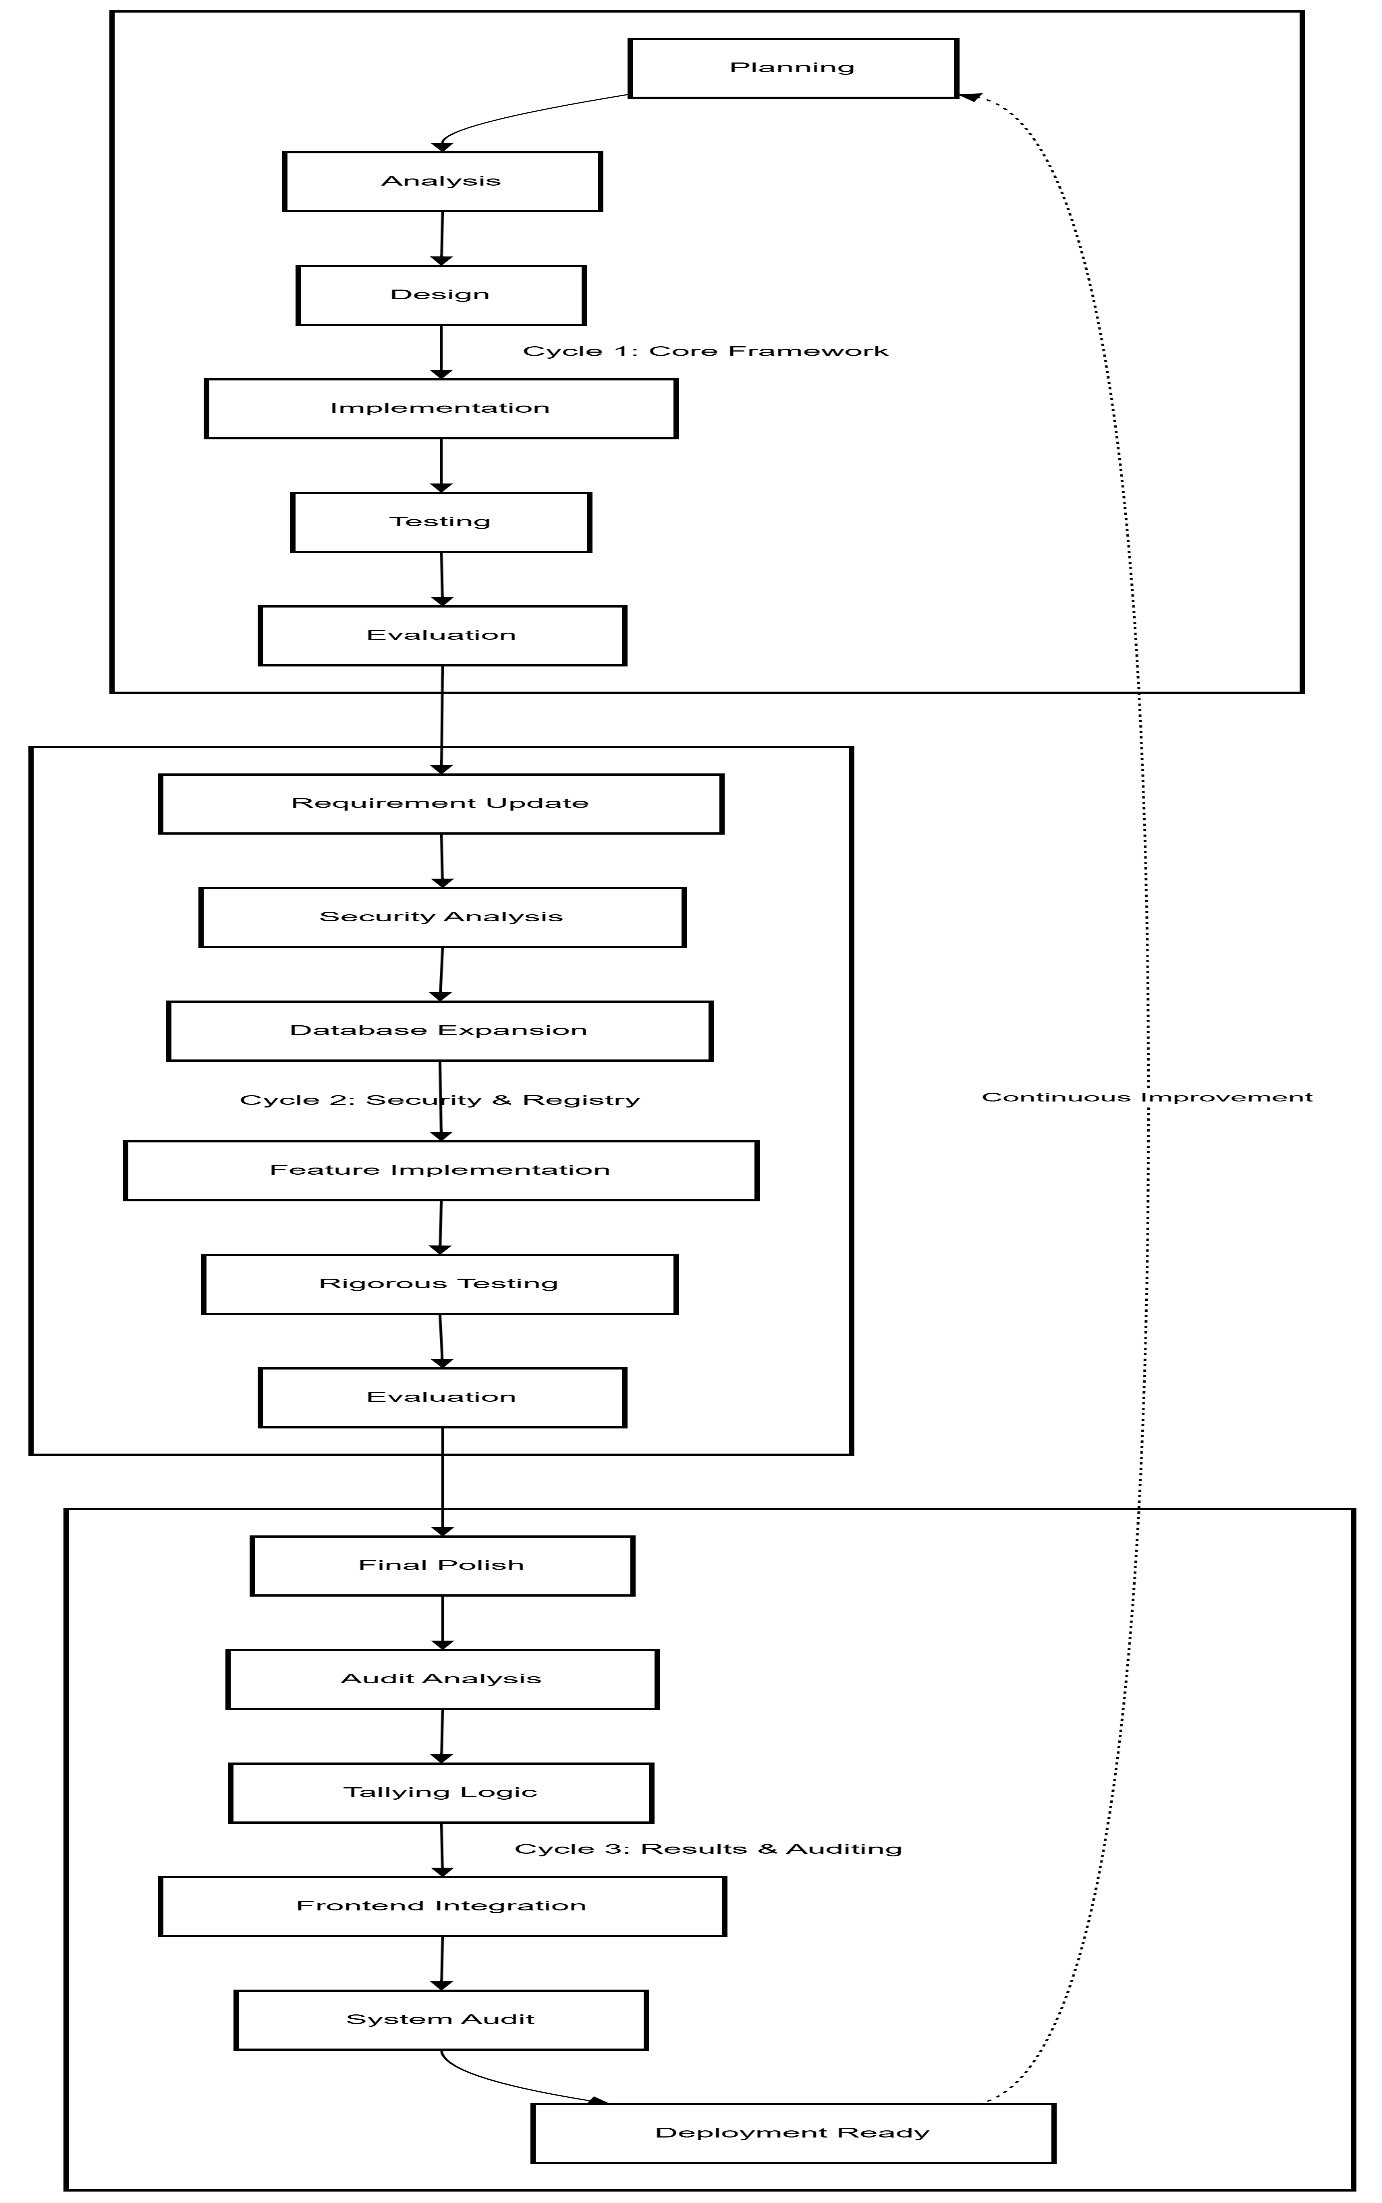 Planning
Analysis
Design
Cycle 1: Core Framework
Implementation
Testing
Evaluation
Requirement Update
Security Analysis
Database Expansion
Cycle 2: Security & Registry
Continuous Improvement
Feature Implementation
Rigorous Testing
Evaluation
Final Polish
Audit Analysis
Tallying Logic
Cycle 3: Results & Auditing
Frontend Integration
System Audit
Deployment Ready